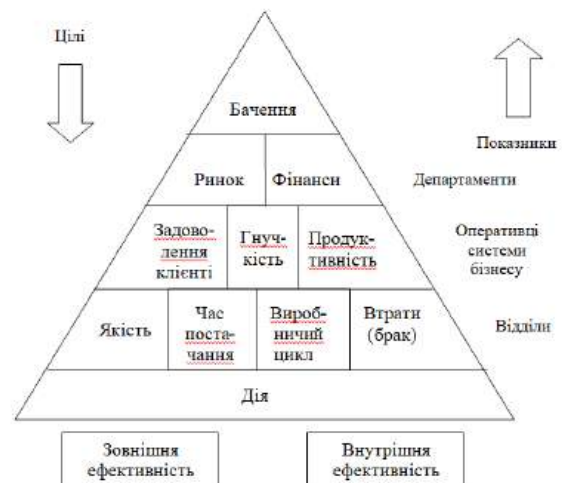 Цілі
Бачення
Показники
Ринок
Фінанси
Департаменти
Задово-
лення
клієнті
Гнуч-
кість
Продук-
тивність
Оперативці
системи
бізнесу
Якість
Час
поста-
чання
Вироб-
ничий
цикл
Втрати
(брак)
Відділи
Дія
Зовнішня
ефективність
Внутрішня
ефективність